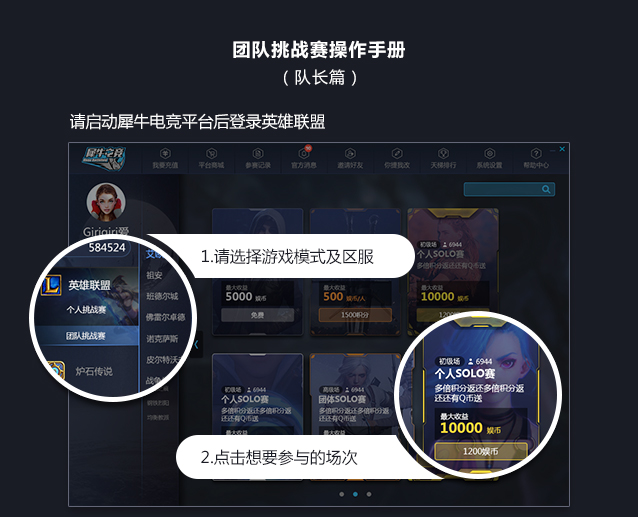 团队挑战赛操作手册
（队长篇）
请启动犀牛电竞平台后登录英雄联盟
犀牛竞技
我要充值 平台商城 参赛记录 官方消息 邀请好友 你提我改 天梯排行 系统设置 帮助中心
Girigiri爱
584524
1.请选择游戏模式及区服
英雄联盟
个人挑战赛
团队挑战赛
炉石传说
祖安
班德尔城
弗雷尔卓德
诺克萨斯
皮尔特沃
战争
最大收益
5000 娱币
免费
最大收益
500 娱币/人
1500积分
初级场 6944
个人SOLO赛
多倍积分返还还有Q币送
最大收益
10000 娱币
初级场 6944
个人SOLO赛
多倍积分返还多倍积分返
还还有Q币送
最大收益
高级场 6944
团体SOLO赛
多倍积分返还多倍积分返
还还有Q币送
初级场 6944
个人SOLO赛
多倍积分返还多倍积分返
还还有Q币送
最大收益
10000 娱币
1200娱币
2.点击想要参与的场次